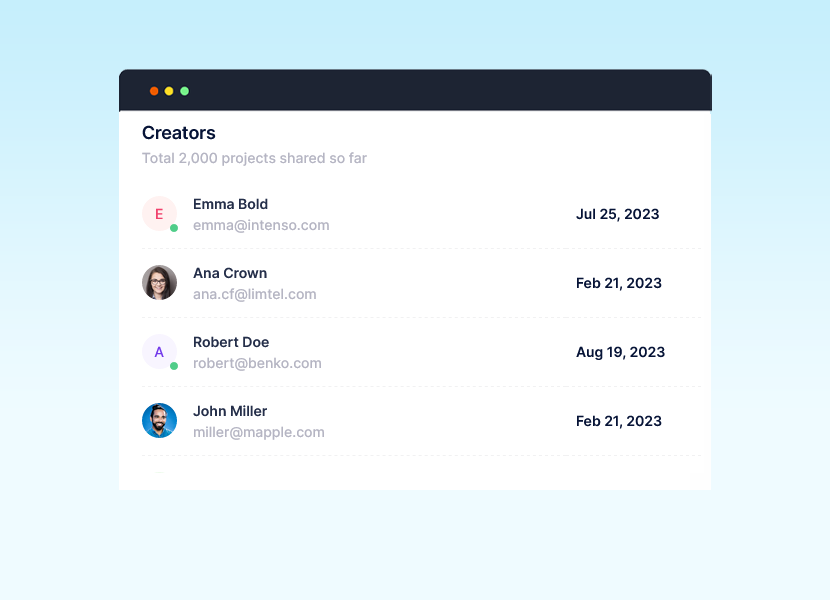 Creators
Total 2,000 projects shared so far
E
Emma Bold
emma@intenso.com
Jul 25, 2023
Ana Crown
ana.cf@limtel.com
Feb 21, 2023
A
Robert Doe
robert@benko.com
Aug 19, 2023
John Miller
miller@mapple.com
Feb 21, 2023